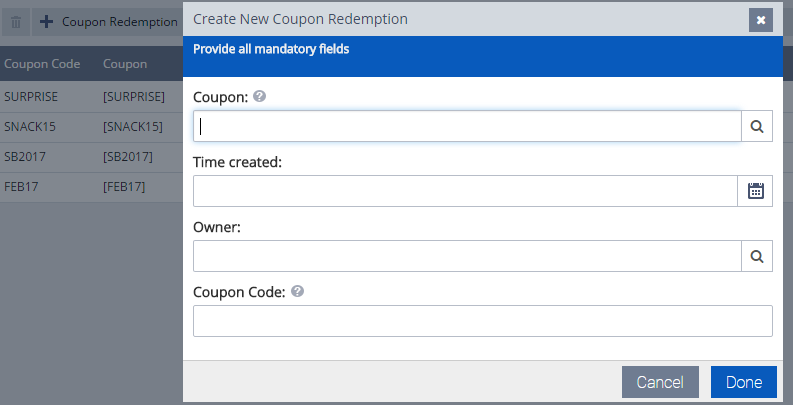 Coupon Redemption
Coupon Code Coupon
SURPRISE [SURPRISE]
SNACK15 [SNACK15]
SB2017 [SB2017]
FEB17 [FEB17]
Create New Coupon Redemption
Provide all mandatory fields
Coupon:
Time created:
Owner:
Coupon Code:
Cancel Done